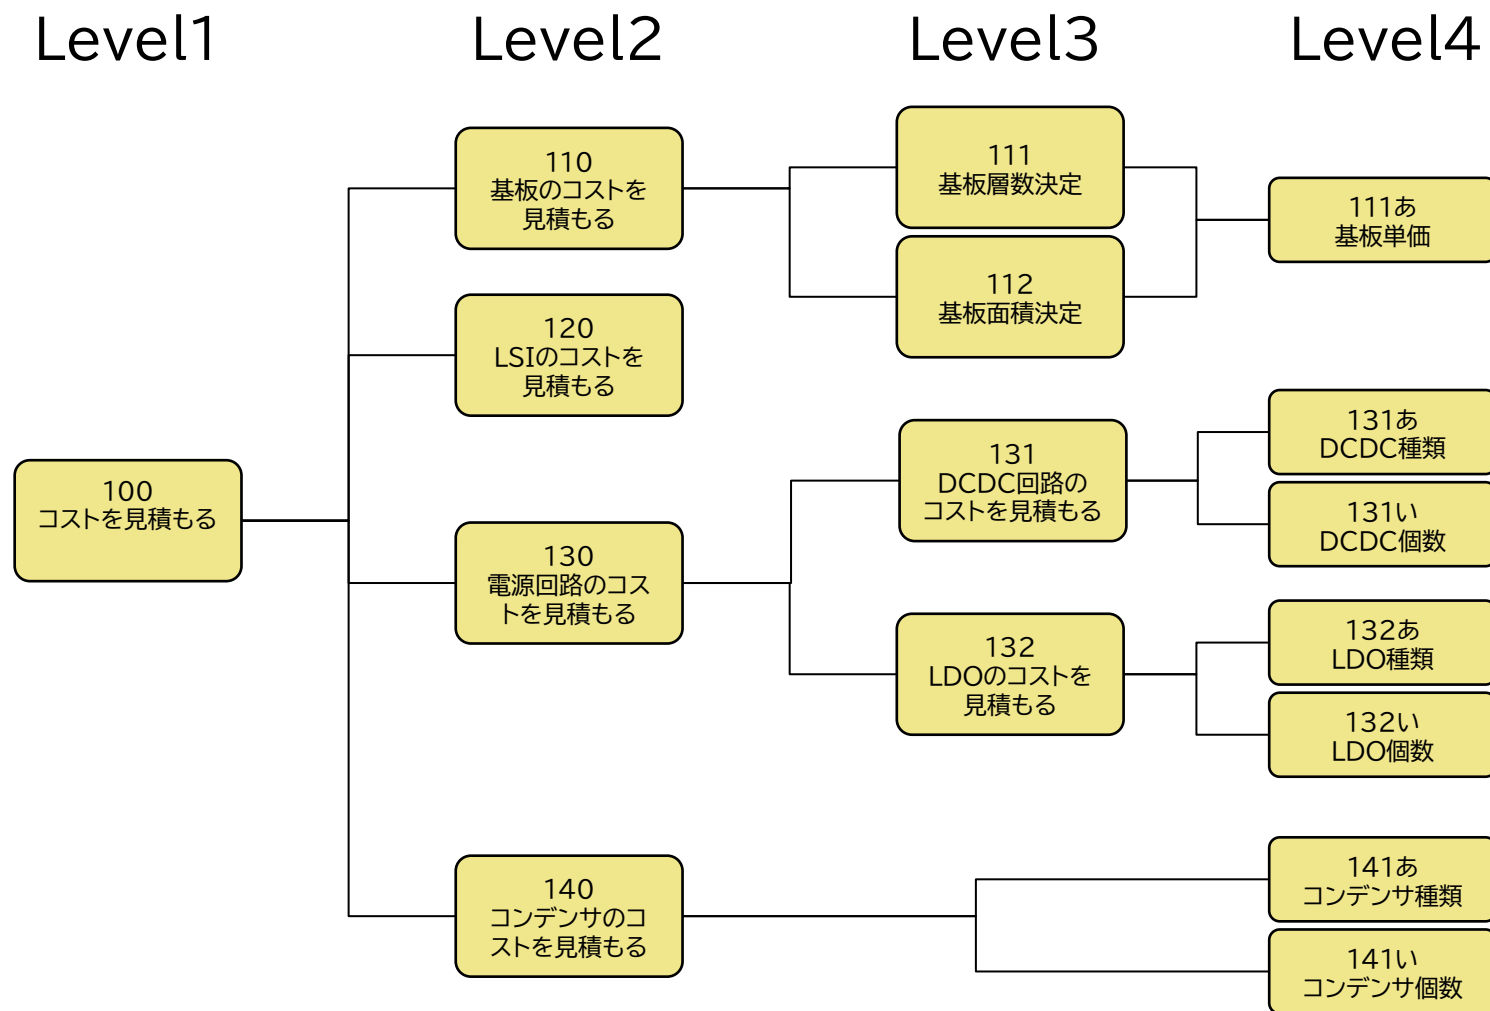 Level1
Level2
Level3
Level4
100
コストを見積もる
110
基板のコストを
見積もる
120
LSIのコストを
見積もる
130
電源回路のコス
トを見積もる
140
コンデンサのコ
ストを見積もる
111
基板層数決定
112
基板面積決定
131
DCDC回路の
コストを見積もる
132
LDOのコストを
見積もる
111あ
基板単価
131あ
DCDC種類
131い
DCDC個数
132あ
LDO種類
132い
LDO個数
141あ
コンデンサ種類
141い
コンデンサ個数